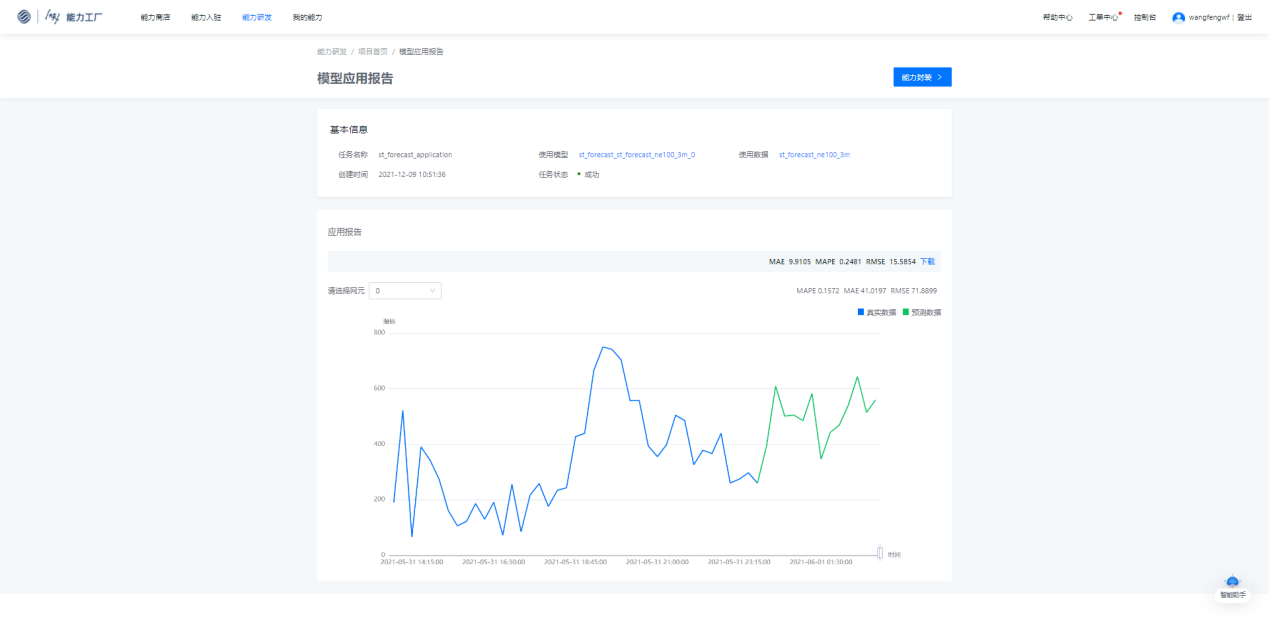 能力工厂 能力商店 能力入驻 能力研发 我的能力 帮助中心 工单中心 控制台 wangfengwf | 登出
能力研发 / 项目首页 / 模型应用报告
模型应用报告 能力封装 >
基本信息
任务名称 st_forecast_application 使用模型 st_forecast_st_forecast_ne100_3m_0 使用数据 st_forecast_ne100_3m
创建时间 2021-12-09 10:51:36 任务状态 成功
应用报告
MAE 9.9105 MAPE 0.2481 RMSE 15.5854 下载
请选择网元 0 MAPE 0.1572 MAE 41.0197 RMSE 71.8899
真实数据 预测数据
指标
800
600
400
200
0 时间
2021-05-31 14:15:00 2021-05-31 16:30:00 2021-05-31 18:45:00 2021-05-31 21:00:00 2021-05-31 23:15:00 2021-06-01 01:30:00
智能助手